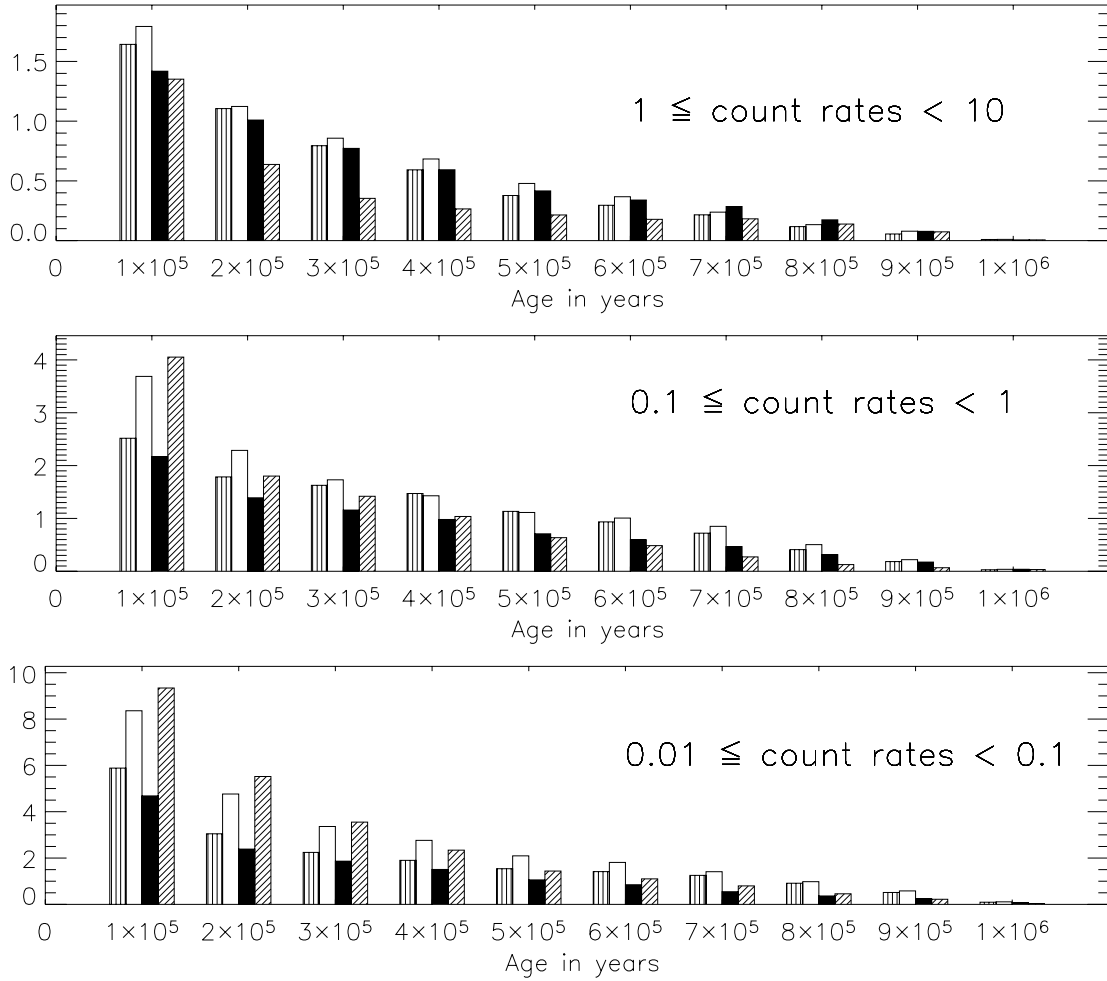 1.5
1.0
0.5
0.0
1 ≦ count rates < 10
0 1×10⁵ 2×10⁵ 3×10⁵ 4×10⁵ 5×10⁵ 6×10⁵ 7×10⁵ 8×10⁵ 9×10⁵ 1×10⁶
Age in years
4
3
2
1
0
0.1 ≦ count rates < 1
0 1×10⁵ 2×10⁵ 3×10⁵ 4×10⁵ 5×10⁵ 6×10⁵ 7×10⁵ 8×10⁵ 9×10⁵ 1×10⁶
Age in years
10
8
6
4
2
0
0.01 ≦ count rates < 0.1
0 1×10⁵ 2×10⁵ 3×10⁵ 4×10⁵ 5×10⁵ 6×10⁵ 7×10⁵ 8×10⁵ 9×10⁵ 1×10⁶
Age in years